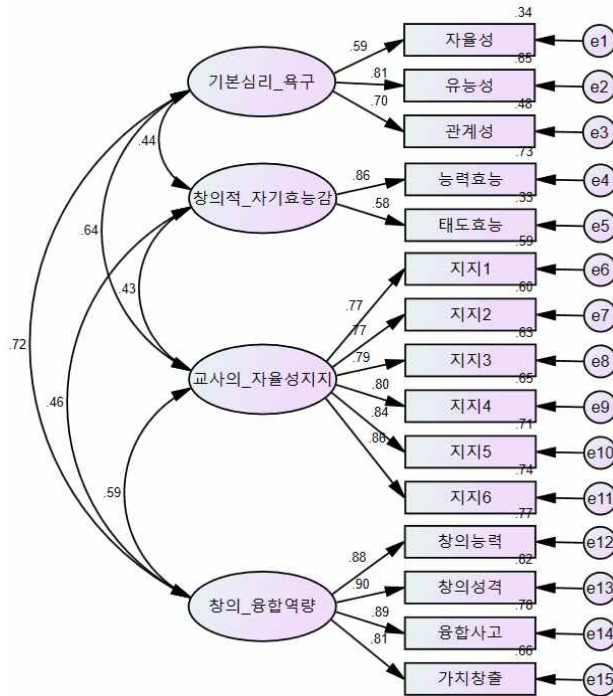 .34
.59
자율성
e1
.65
기본심리_욕구
.81
유능성
e2
.48
.70
관계성
e3
.44
.73
.86
능력효능
e4
.33
창의적_자기효능감
.58
태도효능
e5
.59
.64
지지1
e6
.43
.60
.77
지지2
e7
.77
.63
.72
.79
지지3
e8
교사의_자율성지지
.65
.46
.80
지지4
e9
.84
.71
.86
지지5
e10
.74
지지6
e11
.59
.77
.88
창의능력
e12
.82
.90
창의성격
e13
.78
창의_융합역량
.89
융합사고
e14
.66
.81
가치창출
e15